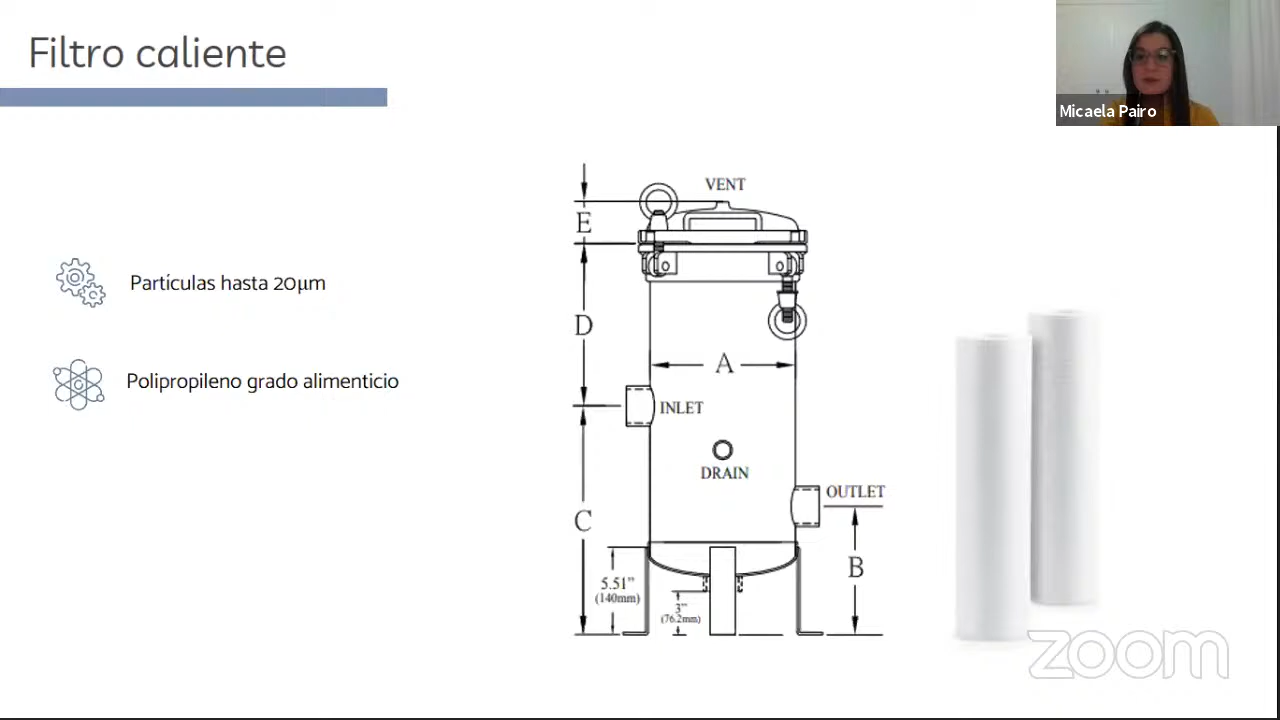 Filtro caliente
Micaela Pairo
VENT
E
Partículas hasta 20μm
D
A
Polipropileno grado alimenticio
INLET
DRAIN
OUTLET
C
B
5.51”
(140mm)
3”
(76.2mm)
zoom